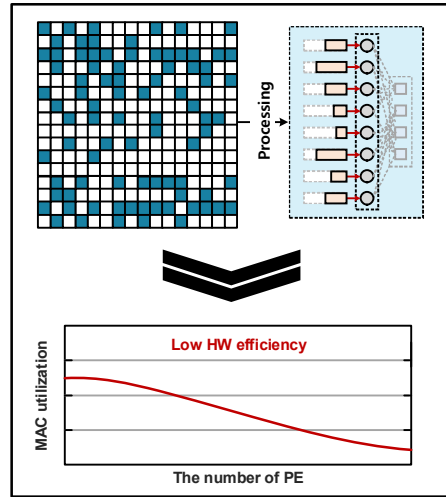 Processing
Low HW efficiency
MAC utilization
The number of PE